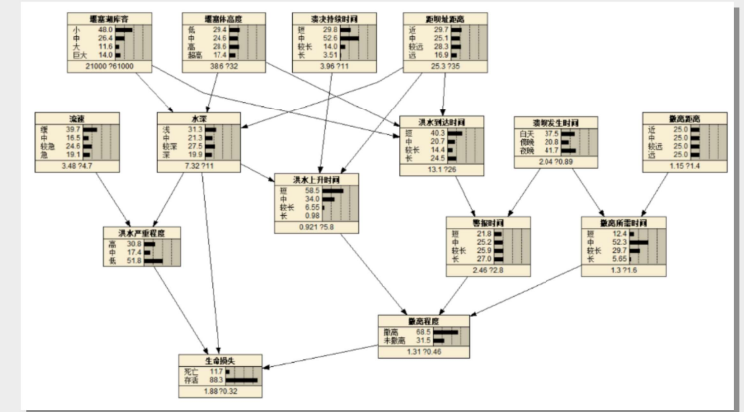 堰塞湖库容
小 48.0
中 26.4
大 11.6
巨大 14.0
21000 ?61000
堰塞体高度
低 29.4
中 24.6
高 28.6
超高 17.4
38.6 ?32
溃决持续时间
短 29.8
中 52.6
较长 14.0
长 3.51
3.96 ?11
距坝址距离
近 29.7
中 25.1
较远 28.3
远 16.9
25.3 ?35
流速
缓 39.7
中 16.5
较急 24.6
急 19.1
3.48 ?4.7
水深
浅 31.3
中 21.3
较深 27.5
深 19.9
7.32 ?11
洪水到达时间
短 40.3
中 20.7
较长 14.4
长 24.5
13.1 ?26
溃坝发生时间
白天 37.5
傍晚 20.8
夜晚 41.7
2.04 ?0.89
撤离距离
近 25.0
中 25.0
较远 25.0
远 25.0
1.15 ?1.4
洪水上升时间
短 58.5
中 34.0
较长 6.55
长 0.98
0.921 ?5.8
洪水严重程度
高 30.8
中 17.4
低 51.8
警报时间
短 21.8
中 25.2
较长 25.9
长 27.0
2.46 ?2.8
撤离所需时间
短 12.4
中 52.3
较长 29.7
长 5.65
1.3 ?1.6
撤离程度
撤离 68.5
未撤离 31.5
1.31 ?0.46
生命损失
死亡 11.7
存活 88.3
1.88 ?0.32